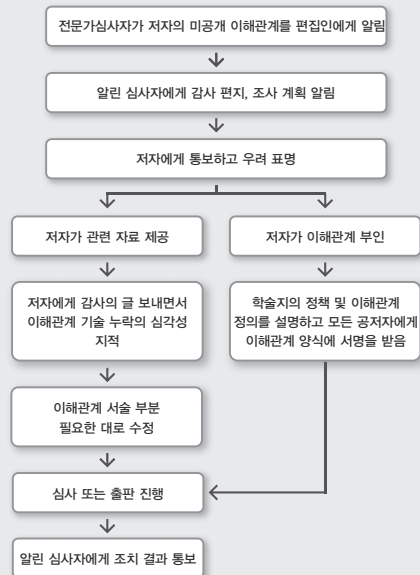 전문가심사자가 저자의 미공개 이해관계를 편집인에게 알림
알린 심사자에게 감사 편지, 조사 계획 알림
저자에게 통보하고 우려 표명
저자가 관련 자료 제공
저자가 이해관계 부인
저자에게 감사의 글 보내면서
이해관계 기술 누락의 심각성
지적
학술지의 정책 및 이해관계
정의를 설명하고 모든 공저자에게
이해관계 양식에 서명을 받음
이해관계 서술 부분
필요한 대로 수정
심사 또는 출판 진행
알린 심사자에게 조치 결과 통보